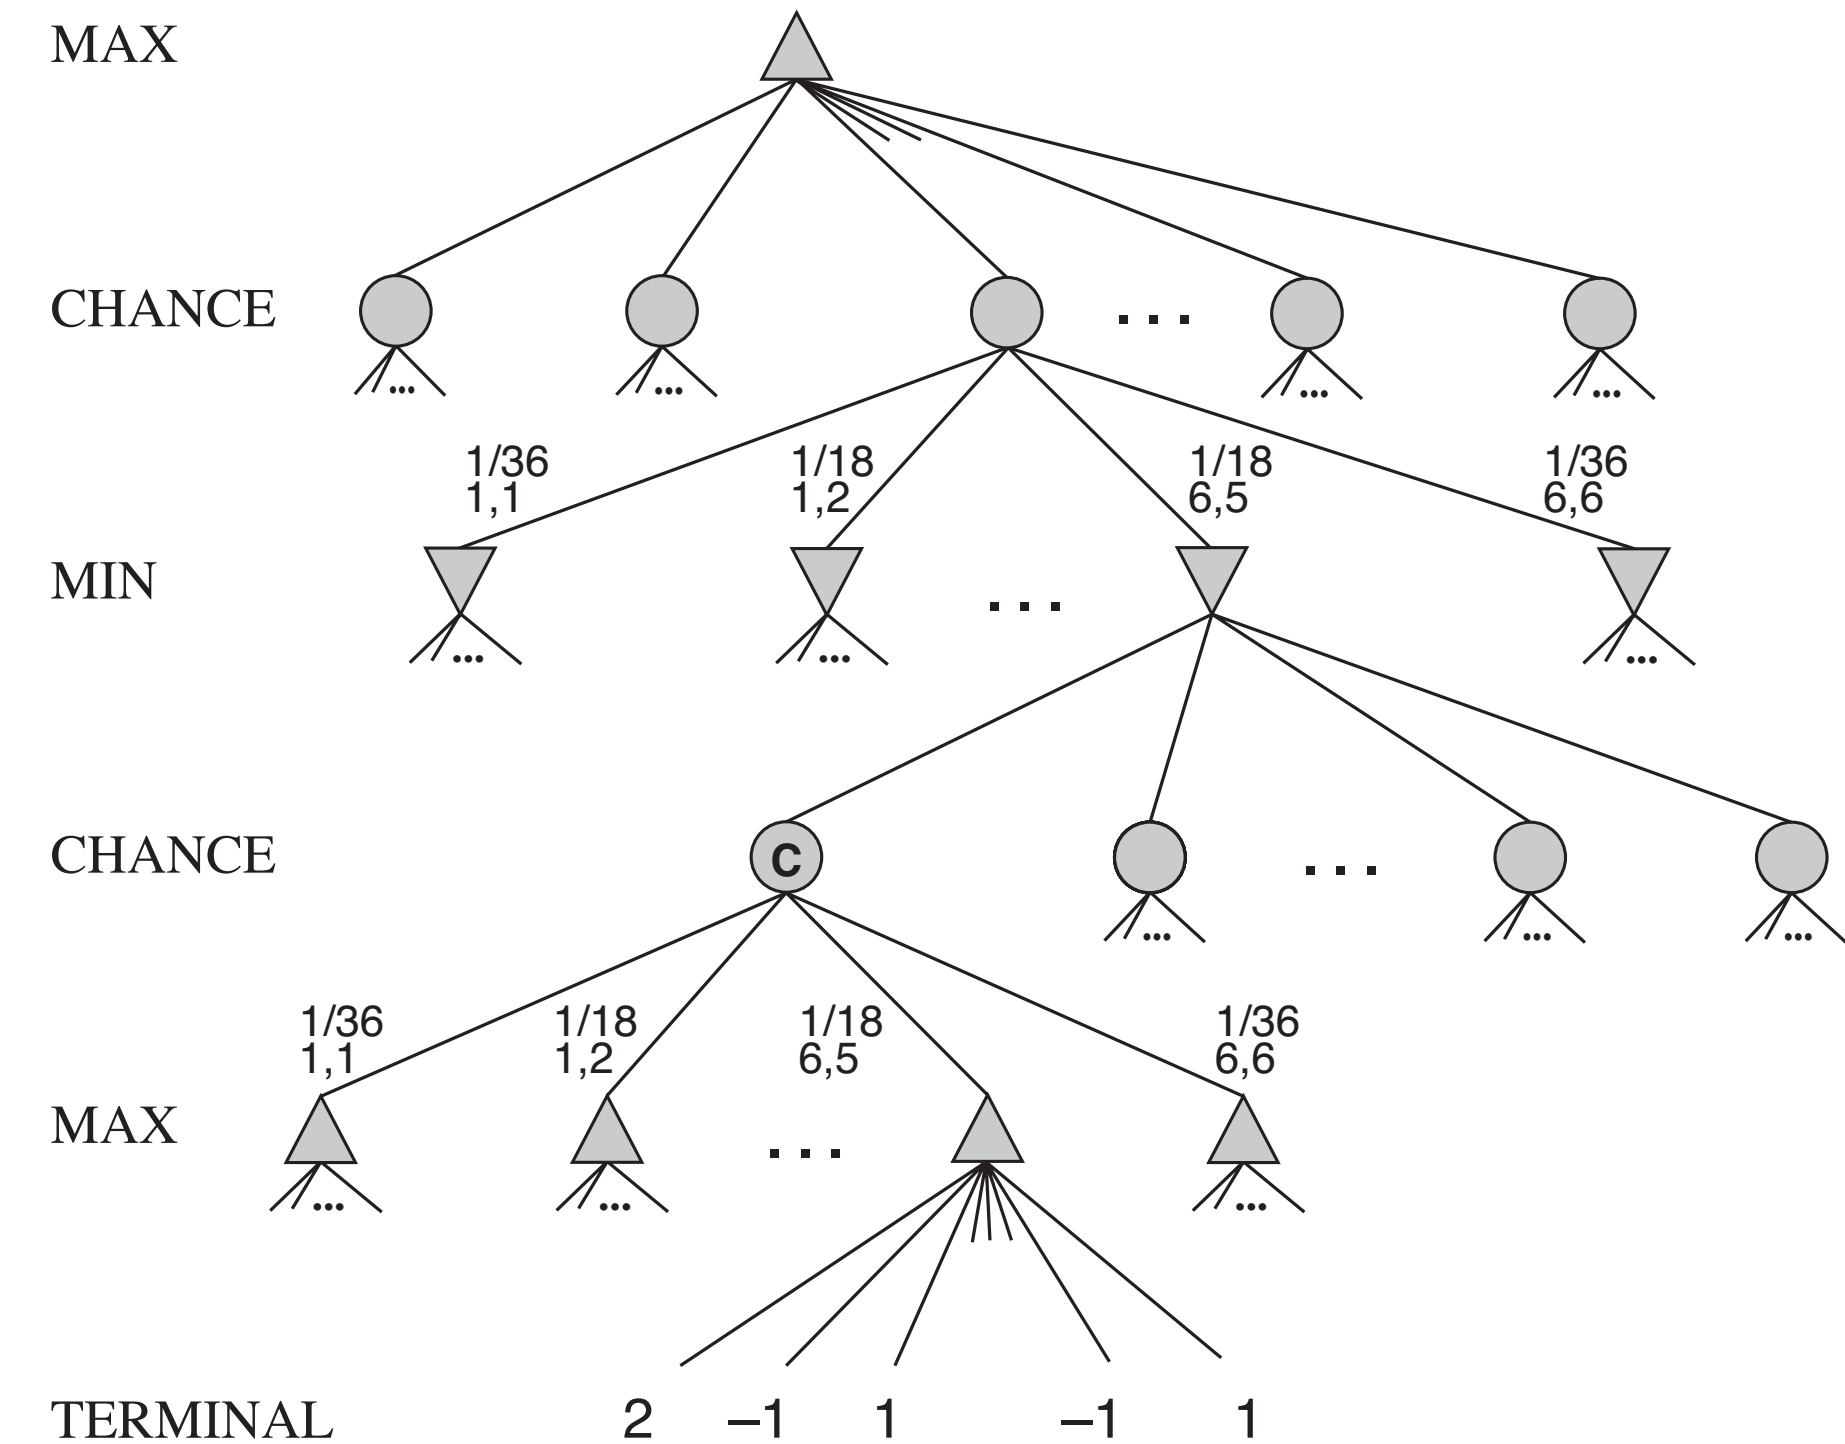 MAX
CHANCE
...
... ... ... ...
1/36 1/18 1/18 1/36
1,1 1,2 6,5 6,6
MIN
...
... ... ...
CHANCE
C
...
... ... ...
1/36 1/18 1/18 1/36
1,1 1,2 6,5 6,6
MAX
...
... ... ...
TERMINAL 2 –1 1 –1 1